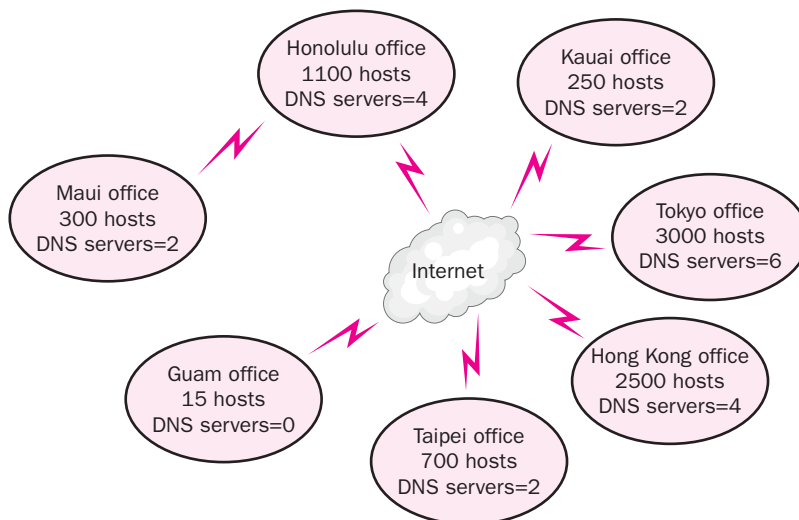 Honolulu office
1100 hosts
DNS servers=4
Kauai office
250 hosts
DNS servers=2
Maui office
300 hosts
DNS servers=2
Tokyo office
3000 hosts
DNS servers=6
Internet
Guam office
15 hosts
DNS servers=0
Hong Kong office
2500 hosts
DNS servers=4
Taipei office
700 hosts
DNS servers=2